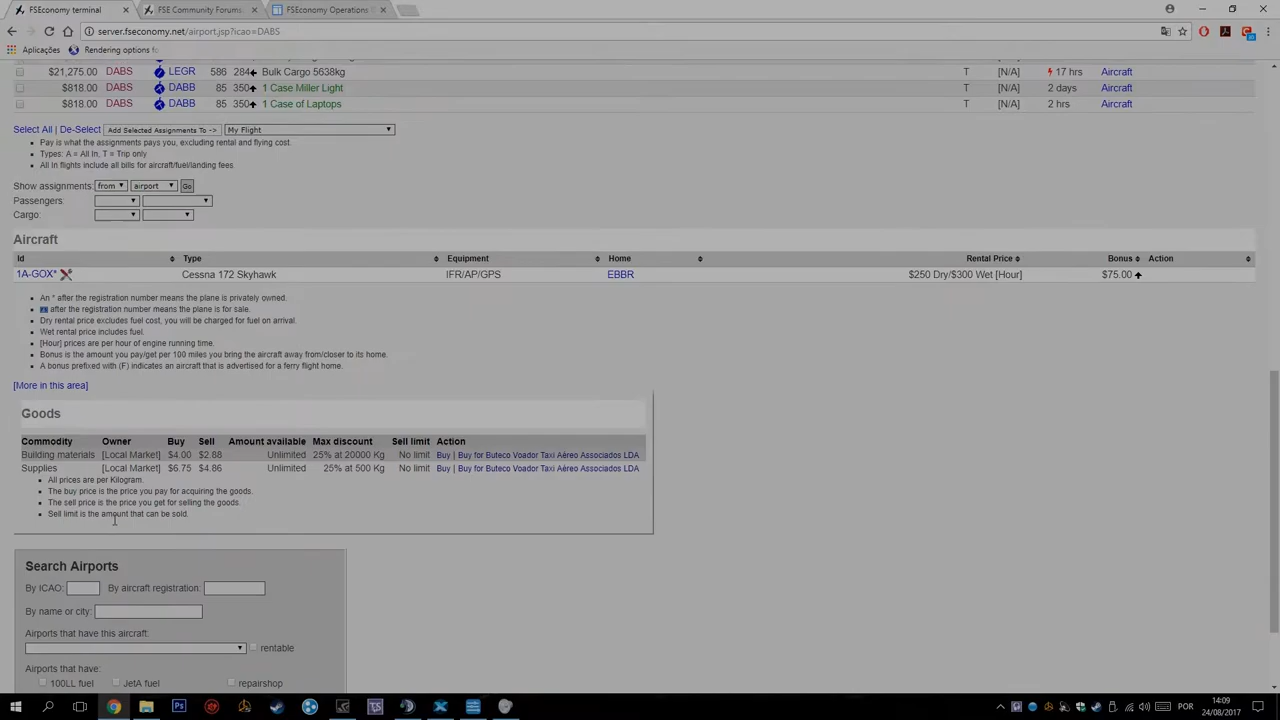 FSEconomy terminal
FSE Community Forums
FSEconomy Operations
server.fseconomy.net/airport.jsp?icao=DABS
Aplicações Rendering options fo
$21,275.00 DABS LEGR 586 284 Bulk Cargo 5638kg T [N/A] 17 hrs Aircraft
$818.00 DABS DABB 85 350 1 Case Miller Light T [N/A] 2 days Aircraft
$818.00 DABS DABB 85 350 1 Case of Laptops T [N/A] 2 hrs Aircraft
Select All | De-Select Add Selected Assignments To -> My Flight
Pay is what the assignments pays you, excluding rental and flying cost.
Types: A = All In, T = Trip only
All In flights include all bills for aircraft/fuel/landing fees.
Show assignments: from airport Go
Passengers:
Cargo:
Aircraft
Id Type Equipment Home Rental Price Bonus Action
1A-GOX* Cessna 172 Skyhawk IFR/AP/GPS EBBR $250 Dry/$300 Wet [Hour] $75.00
An * after the registration number means the plane is privately owned.
after the registration number means the plane is for sale.
Dry rental price excludes fuel cost, you will be charged for fuel on arrival.
Wet rental price includes fuel.
[Hour] prices are per hour of engine running time.
Bonus is the amount you pay/get per 100 miles you bring the aircraft away from/closer to its home.
A bonus prefixed with (F) indicates an aircraft that is advertised for a ferry flight home.
[More in this area]
Goods
Commodity Owner Buy Sell Amount available Max discount Sell limit Action
Building materials [Local Market] $4.00 $2.88 Unlimited 25% at 20000 Kg No limit Buy | Buy for Buteco Voador Taxi Aéreo Associados LDA
Supplies [Local Market] $6.75 $4.86 Unlimited 25% at 500 Kg No limit Buy | Buy for Buteco Voador Taxi Aéreo Associados LDA
All prices are per Kilogram.
The buy price is the price you pay for acquiring the goods.
The sell price is the price you get for selling the goods.
Sell limit is the amount that can be sold.
Search Airports
By ICAO: By aircraft registration:
By name or city:
Airports that have this aircraft:
rentable
Airports that have:
100LL fuel JetA fuel repairshop
POR
14:09
24/08/2017